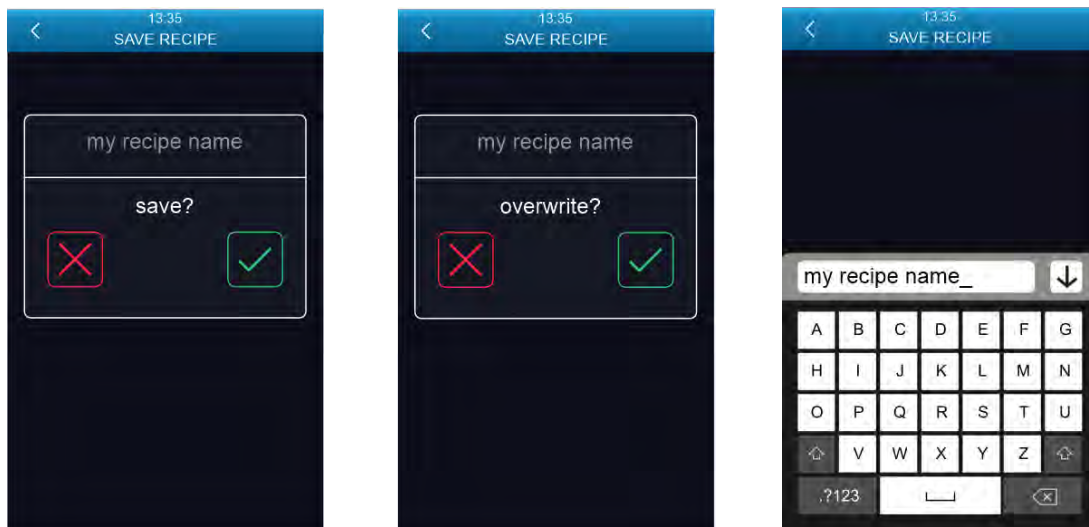 13:35
SAVE RECIPE
my recipe name
save?
13:35
SAVE RECIPE
my recipe name
overwrite?
13:35
SAVE RECIPE
my recipe name_
A B C D E F G
H I J K L M N
O P Q R S T U
V W X Y Z
.?123